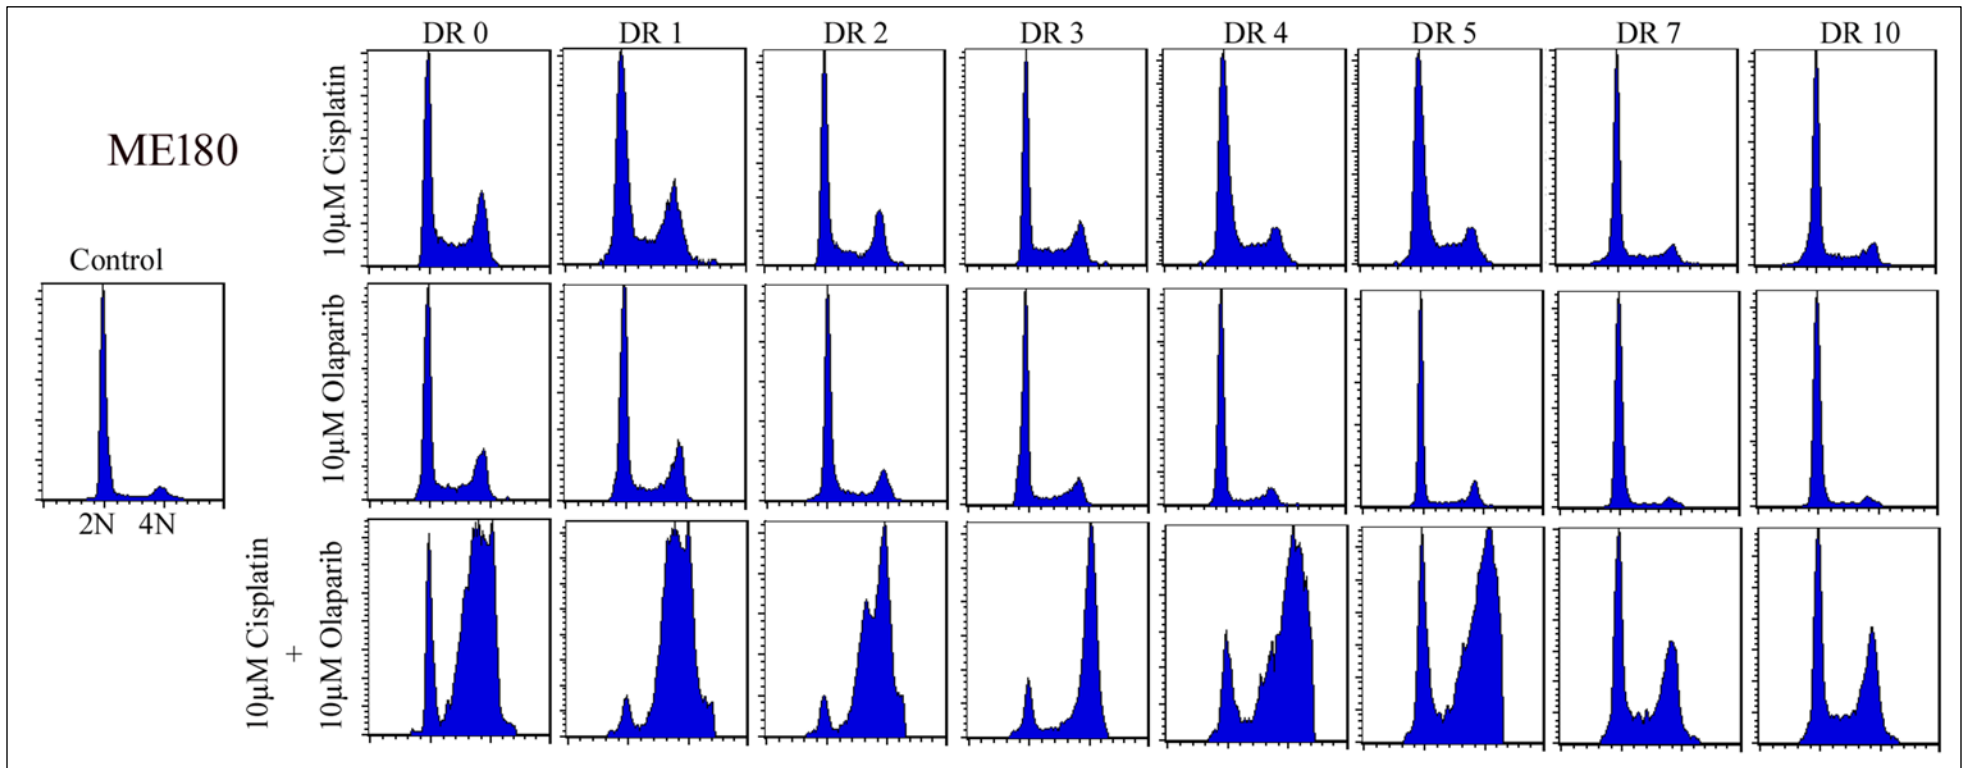 DR 0 DR 1 DR 2 DR 3 DR 4 DR 5 DR 7 DR 10
ME180
10µM Cisplatin
Control
2N 4N
10µM Olaparib
10µM Cisplatin
+
10µM Olaparib